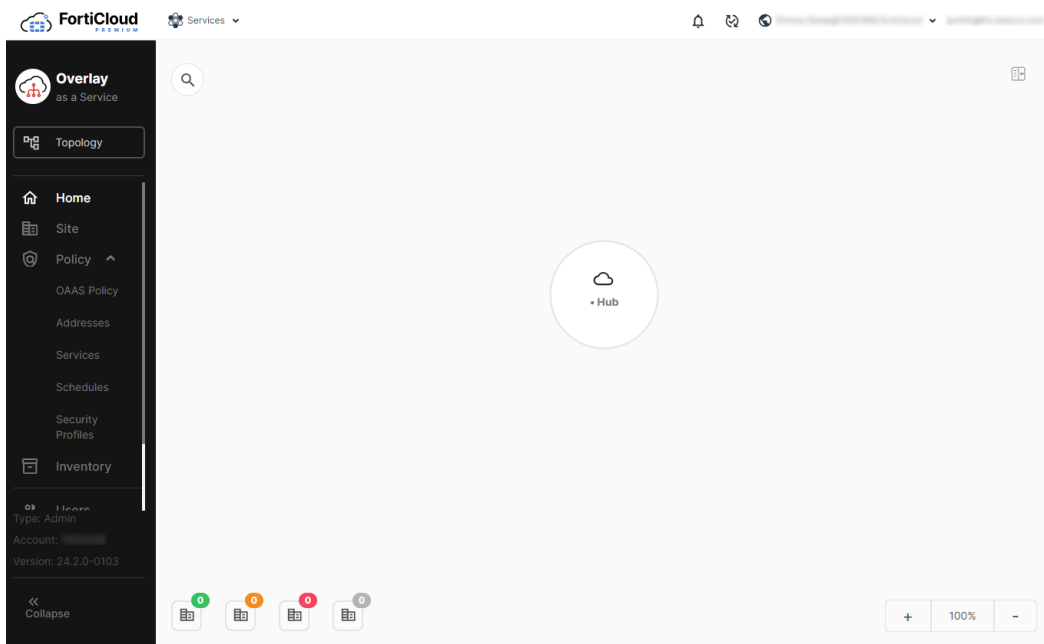 FortiCloud
PREMIUM
Services
Overlay
as a Service
Topology
Home
Site
Policy
OAAS Policy
Addresses
Services
Schedules
Security
Profiles
Inventory
Users
Type: Admin
Account:
Version: 24.2.0-0103
Collapse
• Hub
0
0
0
0
+
100%
-